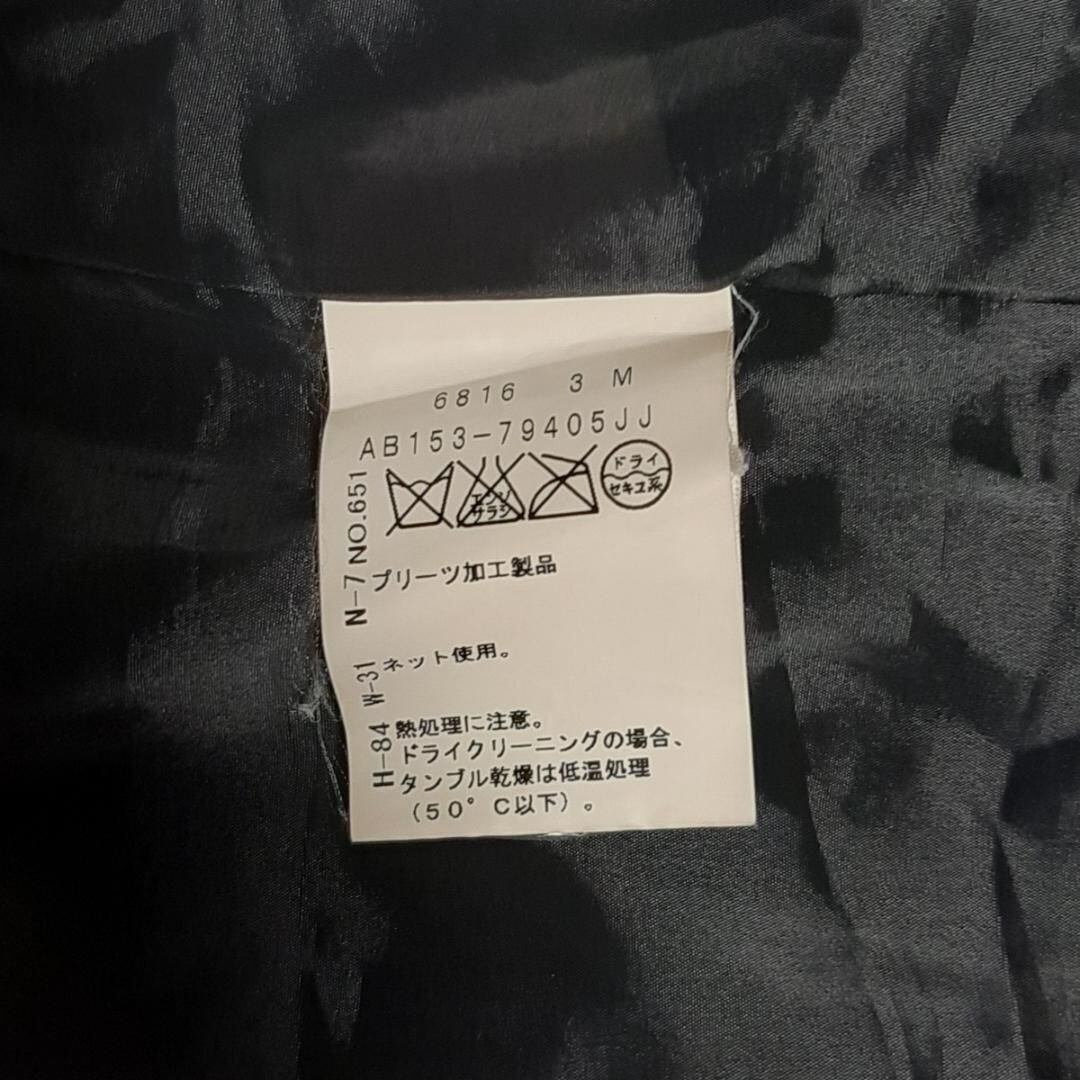 6816 3 M
AB153-79405JJ
エンソ
サラシ
ドライ
セキユ系
N-7 NO.651
プリーツ加工製品
ネット使用。
H-84 W-31
熱処理に注意。
ドライクリーニングの場合、
タンブル乾燥は低温処理
（50°C以下）。